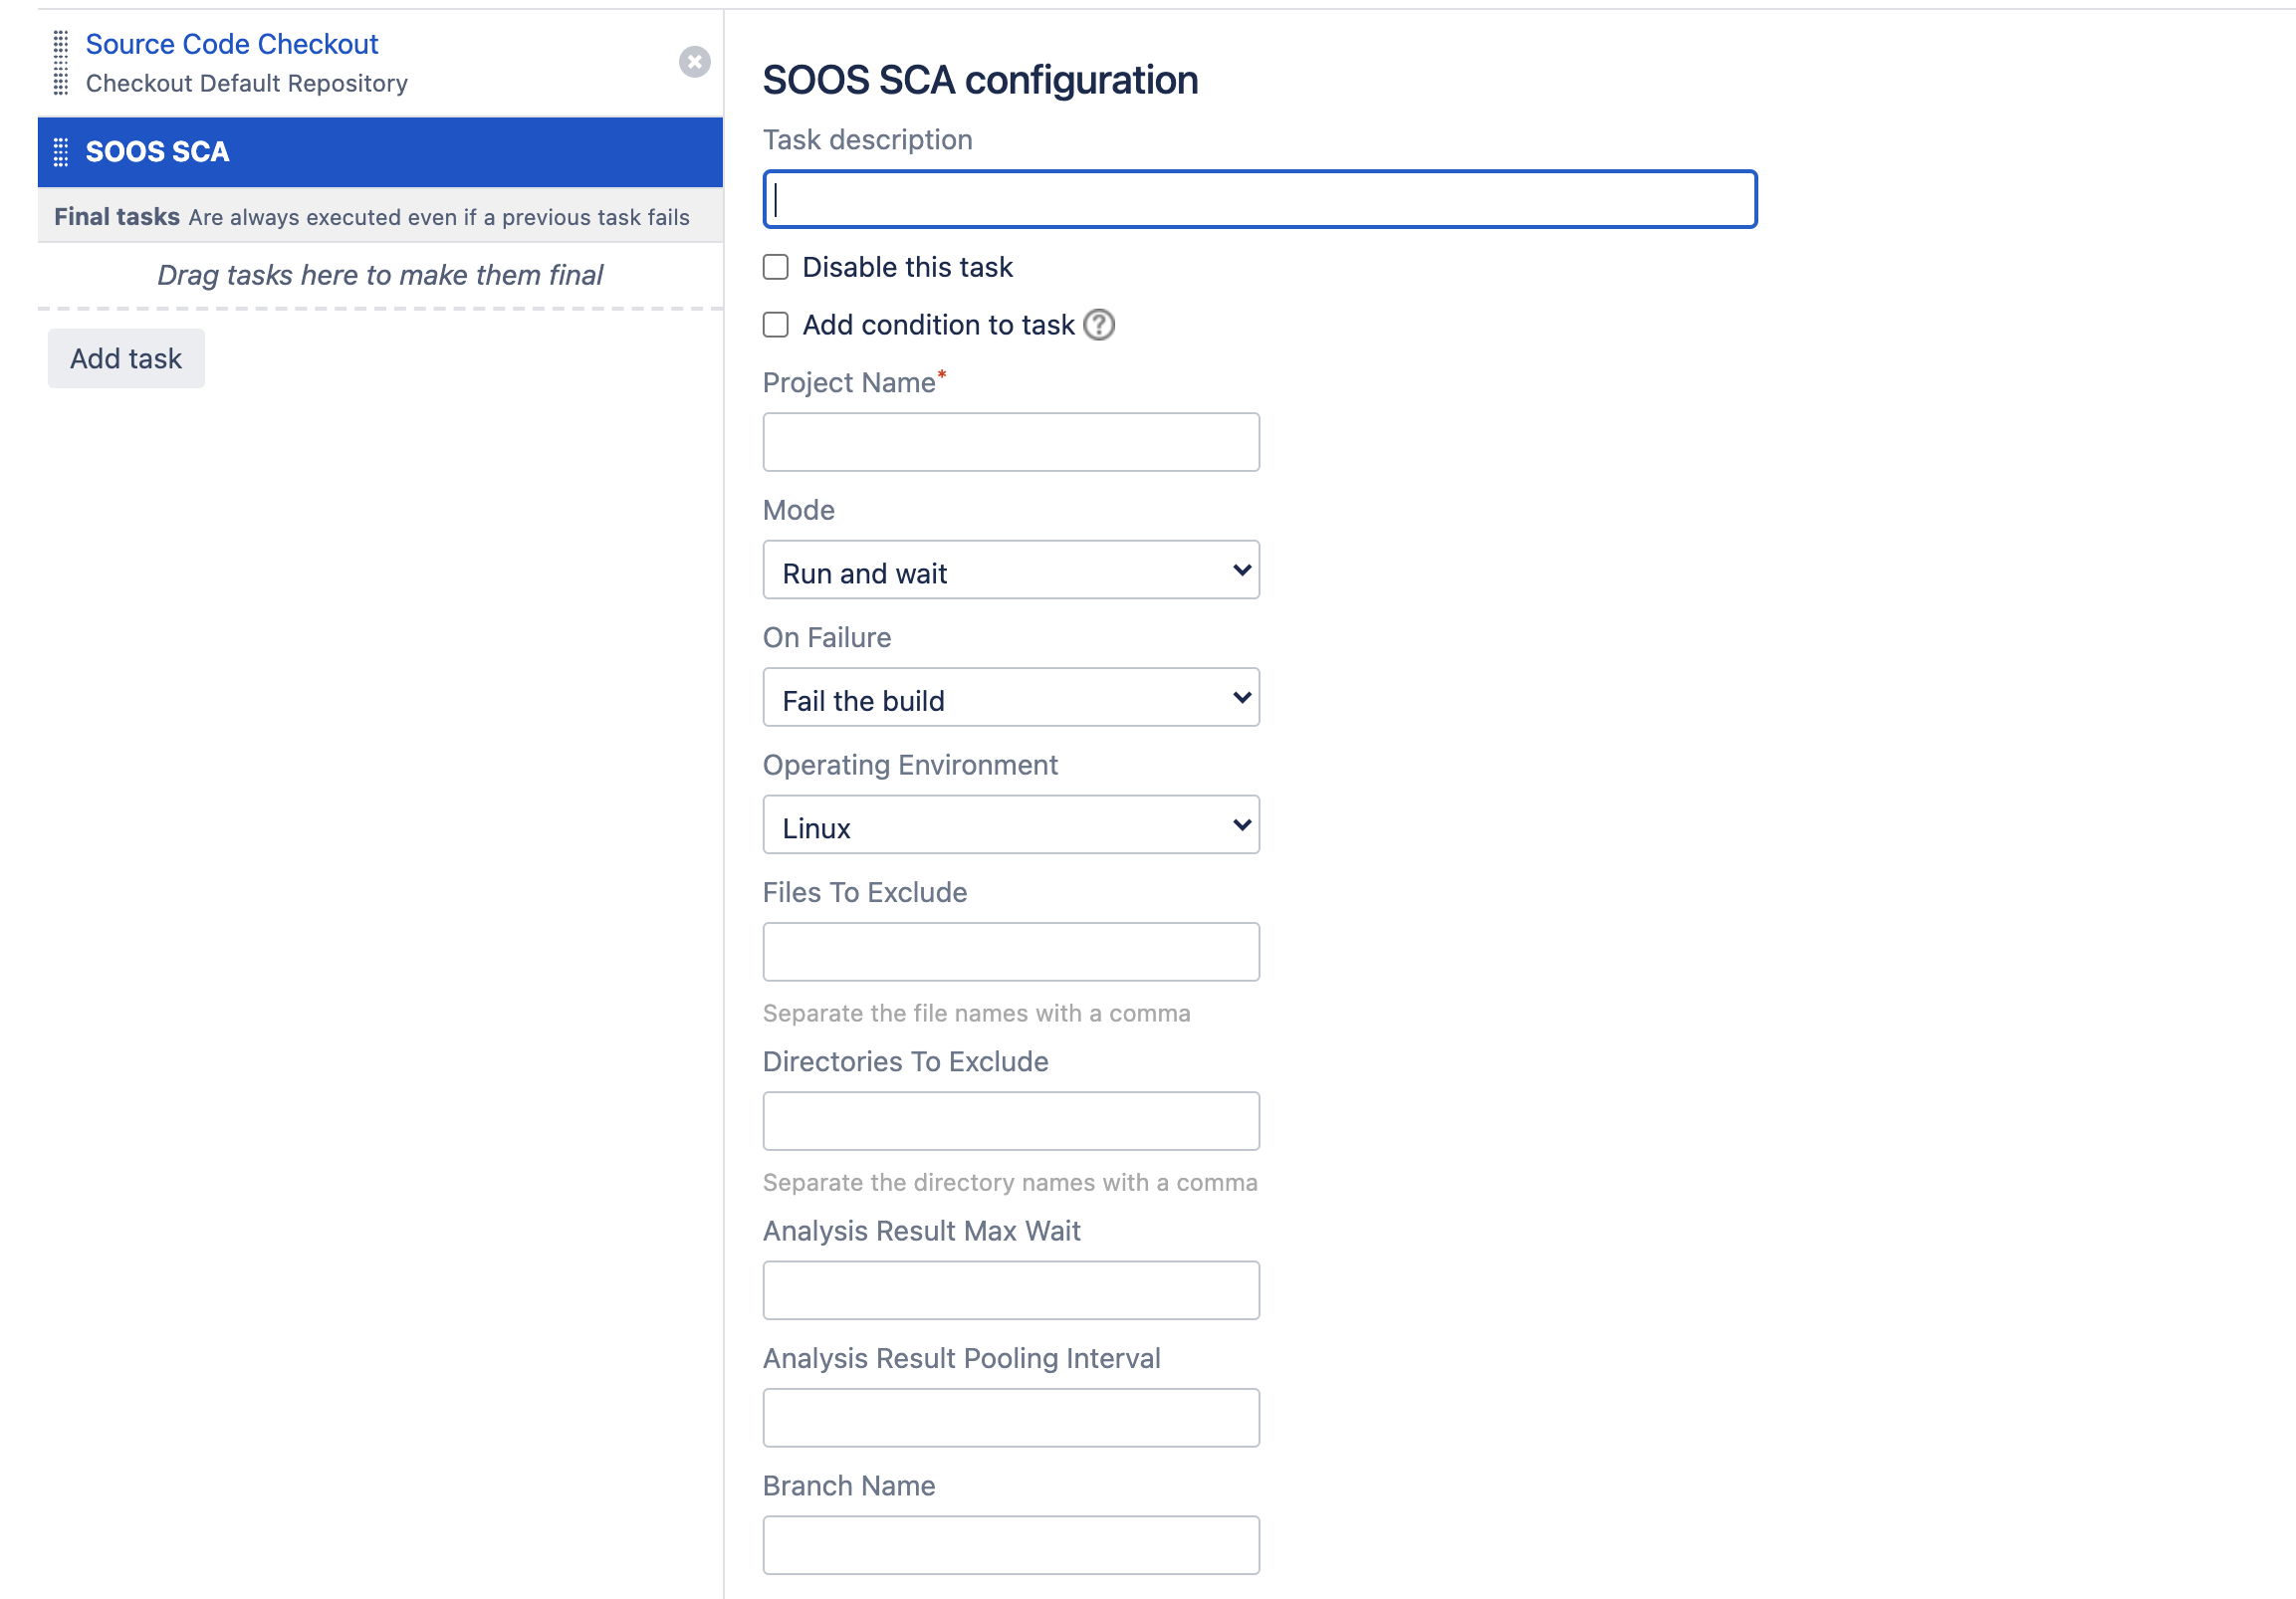 Source Code Checkout
Checkout Default Repository
SOOS SCA
Final tasks Are always executed even if a previous task fails
Drag tasks here to make them final
Add task
SOOS SCA configuration
Task description
Disable this task
Add condition to task ?
Project Name*
Mode
Run and wait
On Failure
Fail the build
Operating Environment
Linux
Files To Exclude
Separate the file names with a comma
Directories To Exclude
Separate the directory names with a comma
Analysis Result Max Wait
Analysis Result Pooling Interval
Branch Name